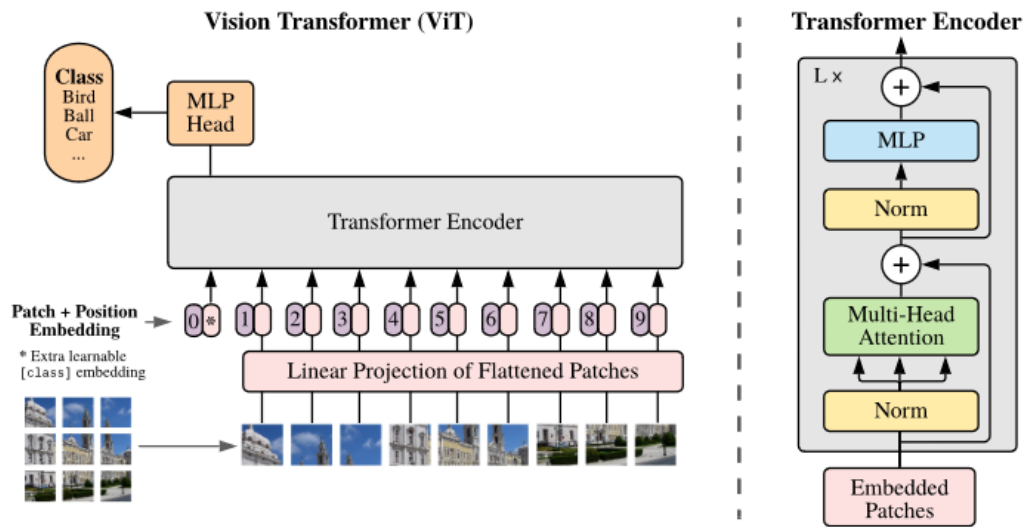 Vision Transformer (ViT)
Class
Bird
Ball
Car
...
MLP
Head
Transformer Encoder
Patch + Position
Embedding
0 * 1 2 3 4 5 6 7 8 9
* Extra learnable
[class] embedding
Linear Projection of Flattened Patches
Transformer Encoder
L ×
+
MLP
Norm
+
Multi-Head
Attention
Norm
Embedded
Patches